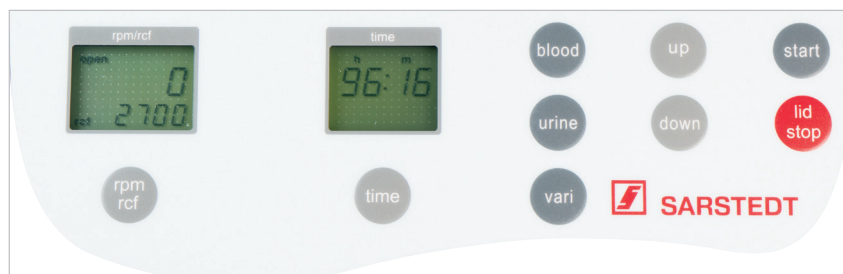 rpm/rcf
open
0
rcf 2700
time
h m
96:16
blood
up
start
urine
down
lid
stop
rpm
rcf
time
vari
SARSTEDT